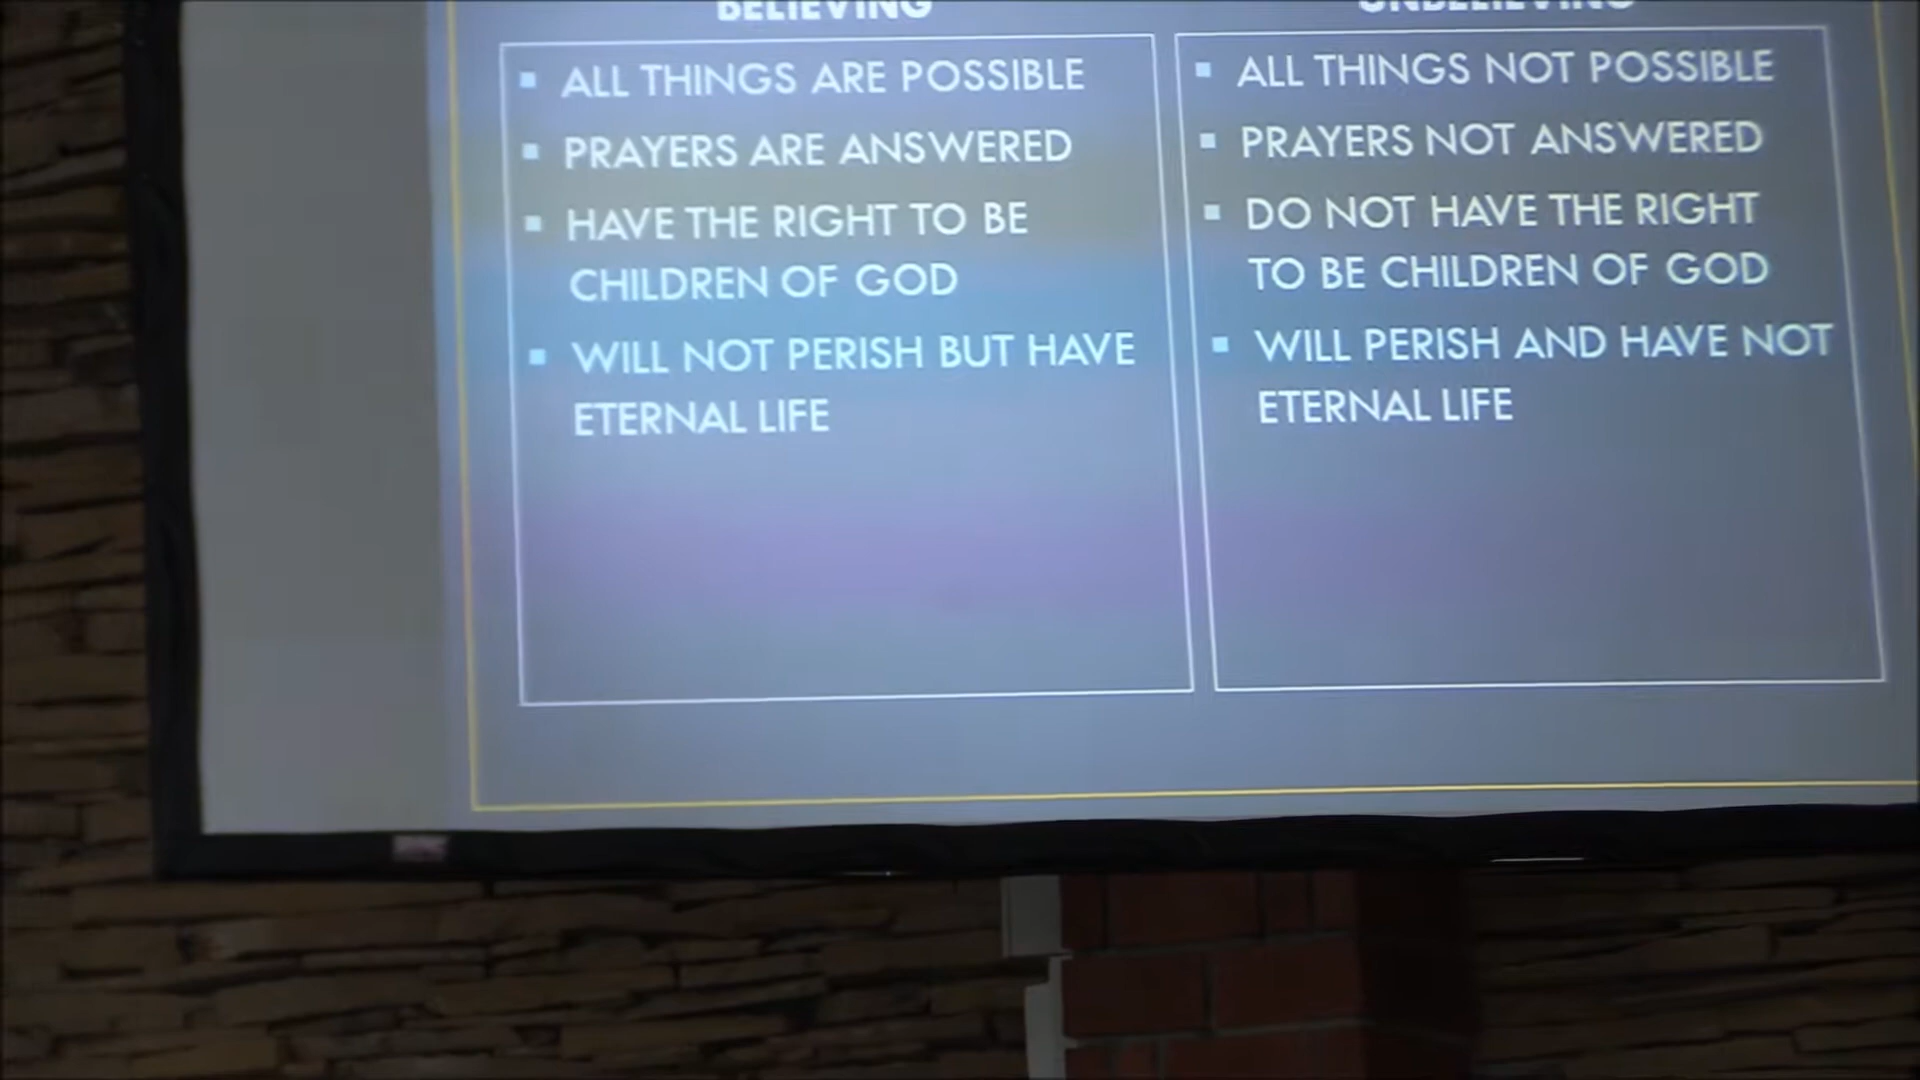 BELIEVING
ALL THINGS ARE POSSIBLE
PRAYERS ARE ANSWERED
HAVE THE RIGHT TO BE
CHILDREN OF GOD
WILL NOT PERISH BUT HAVE
ETERNAL LIFE
UNBELIEVING
ALL THINGS NOT POSSIBLE
PRAYERS NOT ANSWERED
DO NOT HAVE THE RIGHT
TO BE CHILDREN OF GOD
WILL PERISH AND HAVE NOT
ETERNAL LIFE